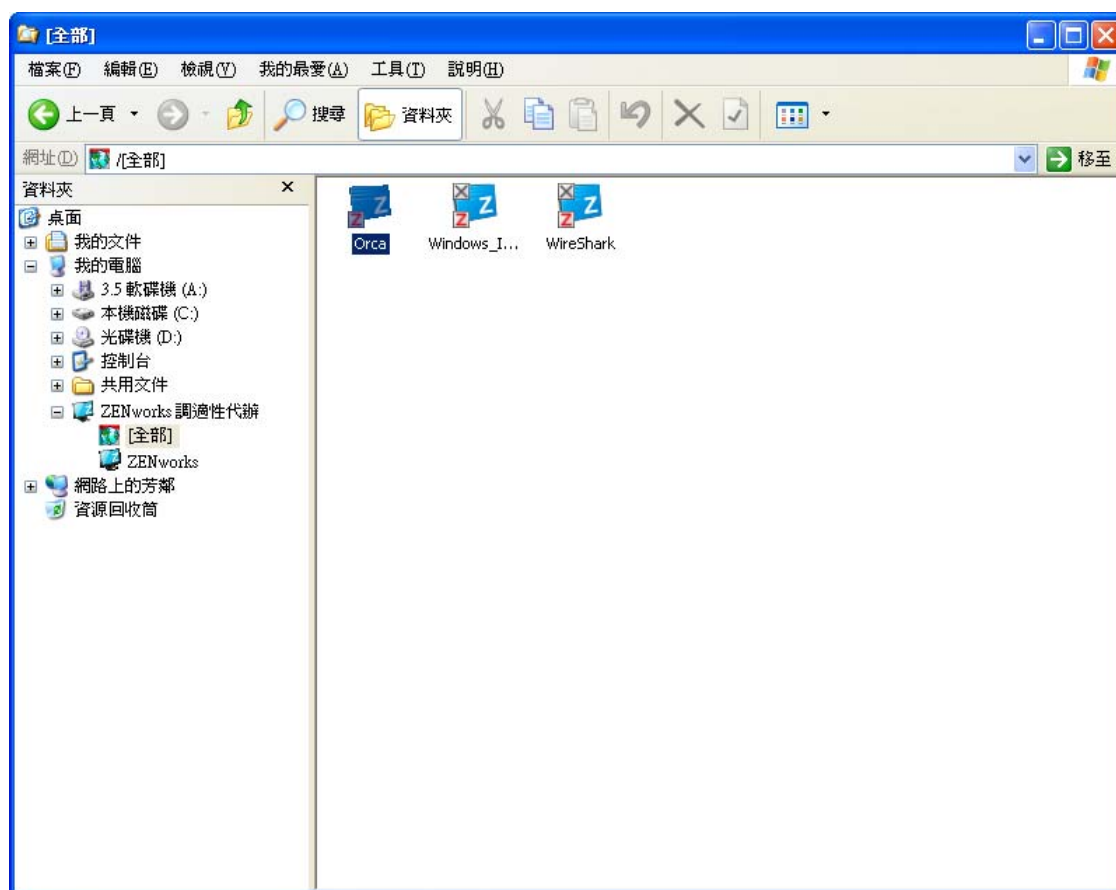 [全部]
檔案(F) 編輯(E) 檢視(V) 我的最愛(A) 工具(T) 說明(H)
上一頁 搜尋 資料夾
網址(D) /[全部] 移至
資料夾
桌面
我的文件
我的電腦
3.5 軟碟機 (A:)
本機磁碟 (C:)
光碟機 (D:)
控制台
共用文件
ZENworks 調適性代辦
[全部]
ZENworks
網路上的芳鄰
資源回收筒
Orca Windows_I... WireShark